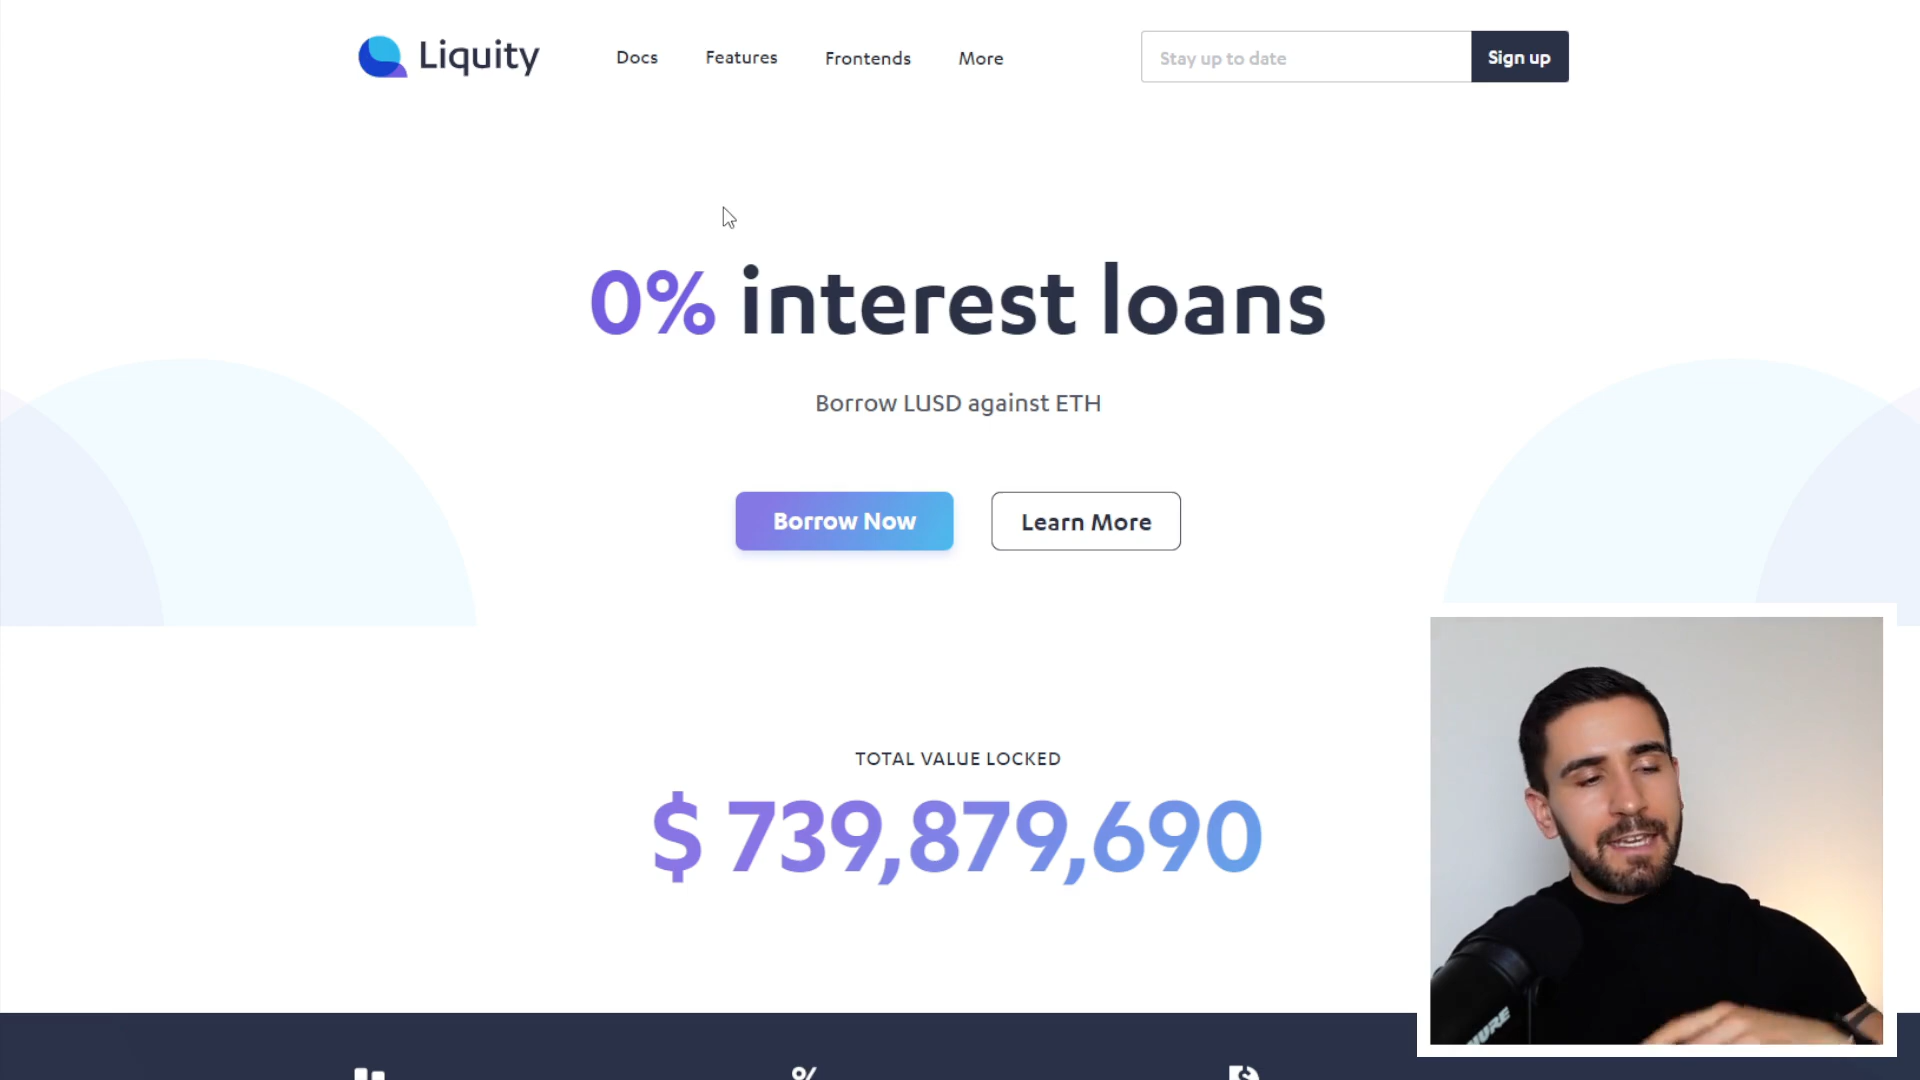 Liquity
Docs
Features
Frontends
More
Stay up to date
Sign up
0% interest loans
Borrow LUSD against ETH
Borrow Now
Learn More
TOTAL VALUE LOCKED
$ 739,879,690
%